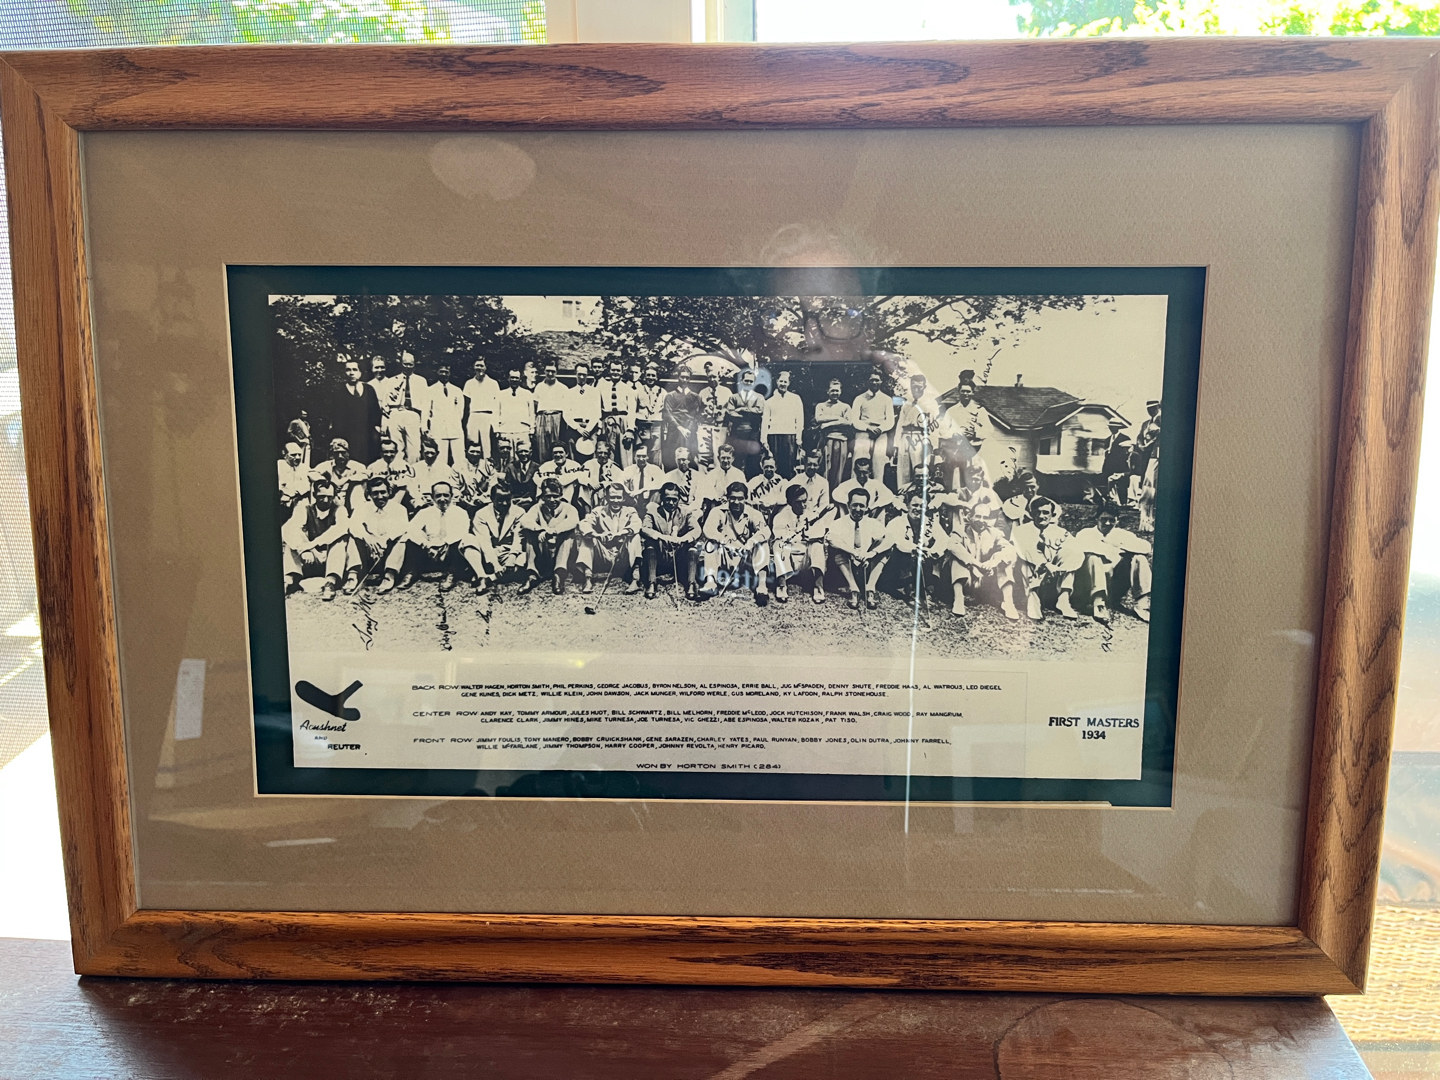 BACK ROW: WALTER HAGEN, HORTON SMITH, PHIL PERKINS, GEORGE JACOBUS, BYRON NELSON, AL ESPINOSA, ERRIE BALL, JUG McSPADEN, DENNY SHUTE, FREDDIE HAAS, AL WATROUS, LEO DIEGEL
GENE KUNES, DICK METZ, WILLIE KLEIN, JOHN DAWSON, JACK MUNGER, WILFORD WERLE, GUS MORELAND, KY LAFOON, RALPH STONEHOUSE.
CENTER ROW ANDY KAY, TOMMY ARMOUR, JULES HUOT, BILL SCHWARTZ, BILL MELHORN, FREDDIE McLEOD, JOCK HUTCHISON, FRANK WALSH, CRAIG WOOD, RAY MANGRUM,
CLARENCE CLARK, JIMMY HINES, MIKE TURNESA, JOE TURNESA, VIC GHEZZI, ABE ESPINOSA, WALTER KOZAK, PAT TISO.
FRONT ROW: JIMMY FOULIS, TONY MANERO, BOBBY CRUICKSHANK, GENE SARAZEN, CHARLEY YATES, PAUL RUNYAN, BOBBY JONES, OLIN DUTRA, JOHNNY FARRELL,
WILLIE McFARLANE, JIMMY THOMPSON, HARRY COOPER, JOHNNY REVOLTA, HENRY PICARD.
WON BY HORTON SMITH (284)
Acushnet
AND
REUTER
FIRST MASTERS
1934